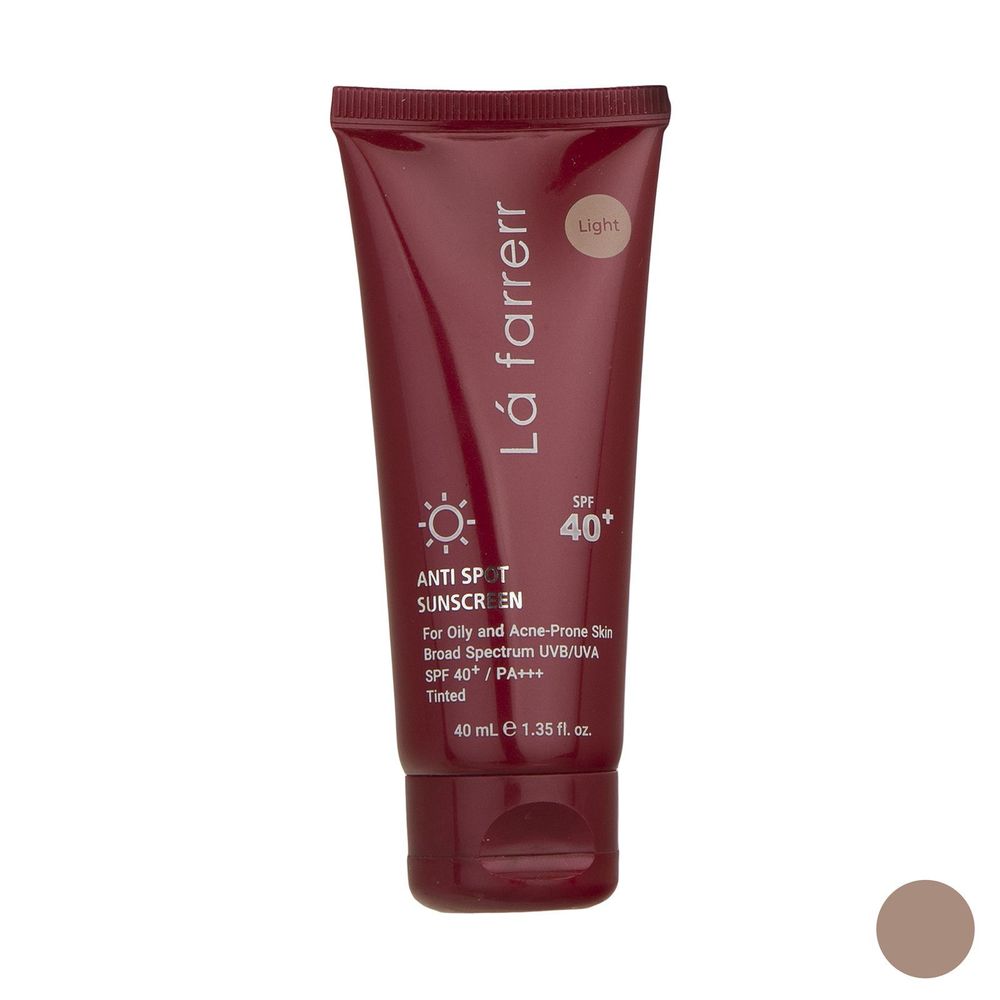 Light
Lá farrerr
SPF
40+
ANTI SPOT
SUNSCREEN
For Oily and Acne-Prone Skin
Broad Spectrum UVB/UVA
SPF 40+ / PA+++
Tinted
40 mL ℮ 1.35 fl. oz.